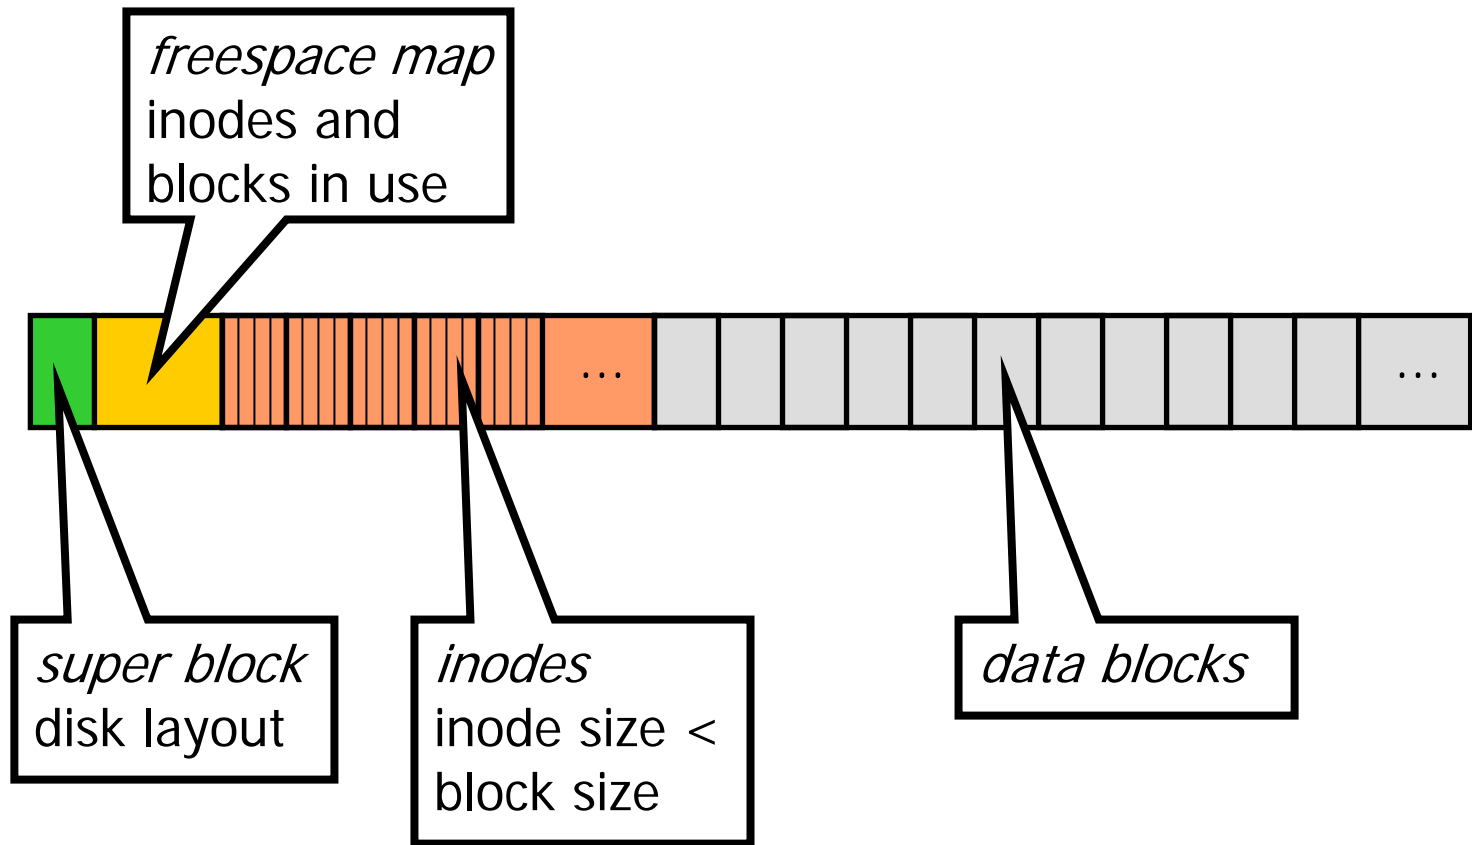 freespace map
inodes and
blocks in use
...
...
super block
disk layout
inodes
inode size <
block size
data blocks